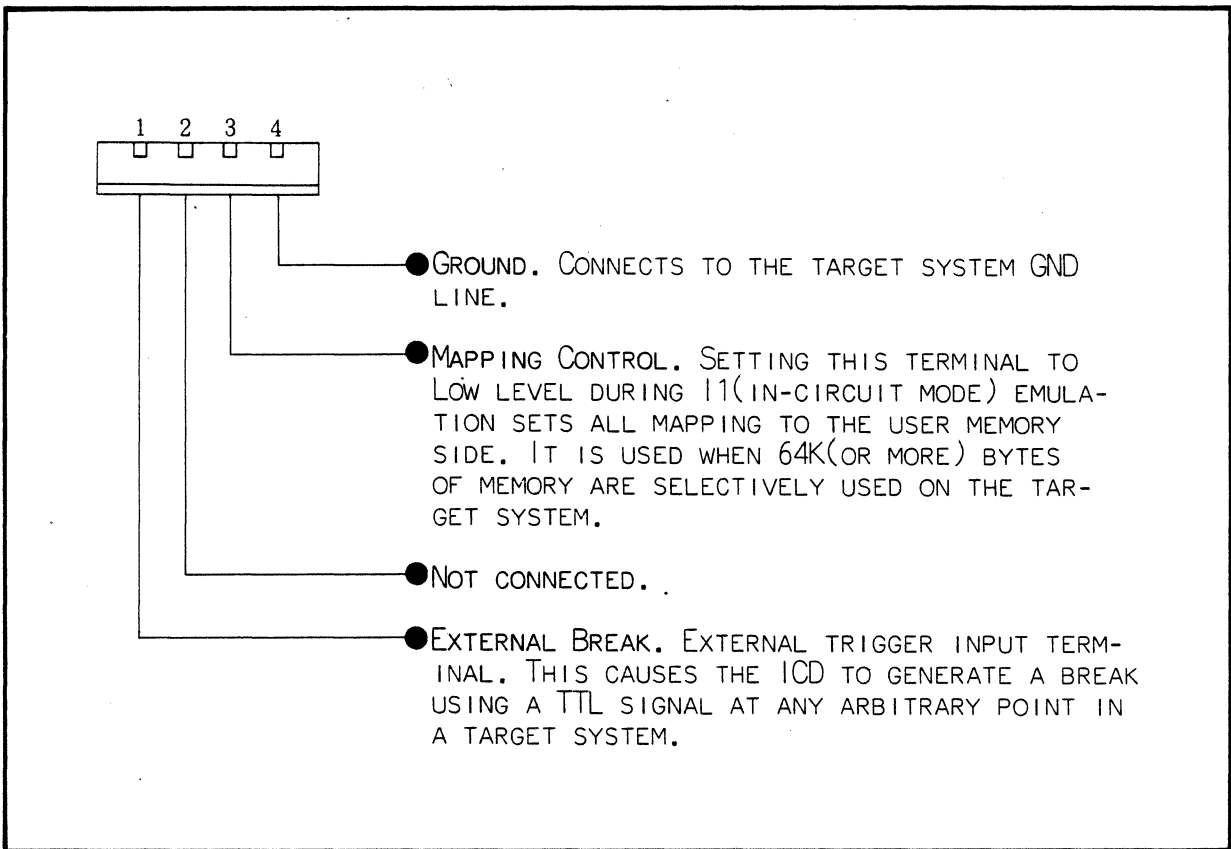 1 2 3 4
GROUND. CONNECTS TO THE TARGET SYSTEM GND
LINE.
MAPPING CONTROL. SETTING THIS TERMINAL TO
LOW LEVEL DURING I1(IN-CIRCUIT MODE) EMULA-
TION SETS ALL MAPPING TO THE USER MEMORY
SIDE. IT IS USED WHEN 64K(OR MORE) BYTES
OF MEMORY ARE SELECTIVELY USED ON THE TAR-
GET SYSTEM.
NOT CONNECTED.
EXTERNAL BREAK. EXTERNAL TRIGGER INPUT TERM-
INAL. THIS CAUSES THE ICD TO GENERATE A BREAK
USING A TTL SIGNAL AT ANY ARBITRARY POINT IN
A TARGET SYSTEM.